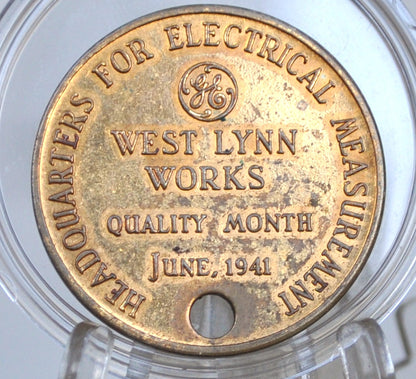 HEADQUARTERS FOR ELECTRICAL MEASUREMENT
GE
WEST LYNN
WORKS
QUALITY MONTH
JUNE, 1941